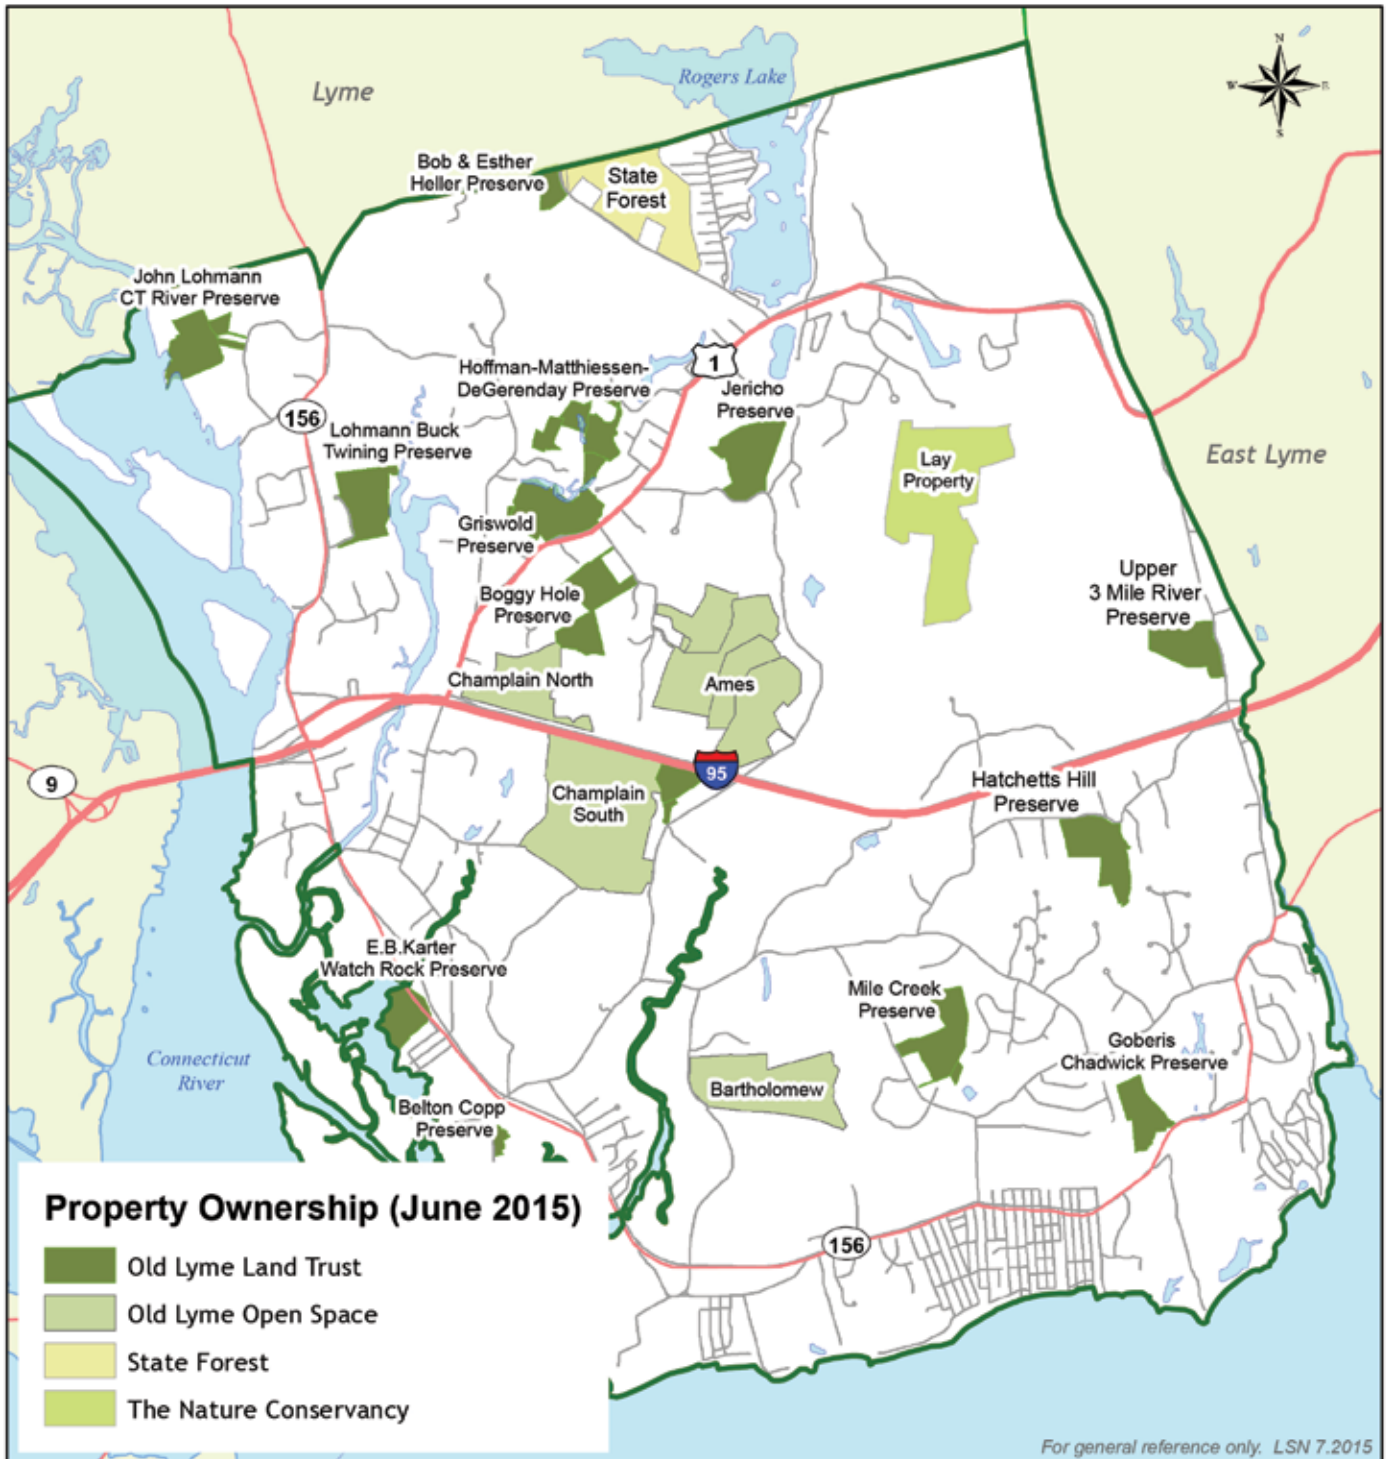 N
W
E
S
Lyme
Rogers Lake
Bob & Esther
Heller Preserve
State
Forest
John Lohmann
CT River Preserve
1
Hoffman-Matthiessen-
DeGerenday Preserve
Jericho
Preserve
156
Lohmann Buck
Twining Preserve
Lay
Property
East Lyme
Griswold
Preserve
Upper
3 Mile River
Preserve
Boggy Hole
Preserve
Champlain North
Ames
9
95
Champlain
South
Hatchetts Hill
Preserve
E.B.Karter
Watch Rock Preserve
Mile Creek
Preserve
Connecticut
River
Goberis
Chadwick Preserve
Bartholomew
Belton Copp
Preserve
156
Property Ownership (June 2015)
Old Lyme Land Trust
Old Lyme Open Space
State Forest
The Nature Conservancy
For general reference only. LSN 7.2015